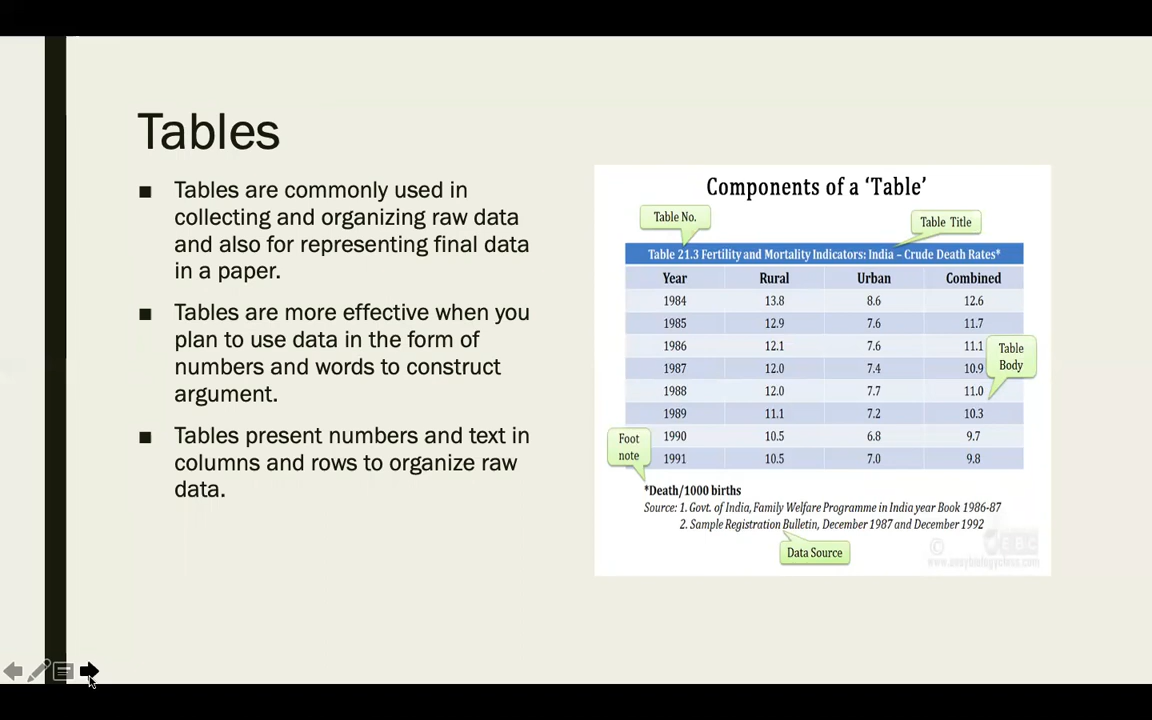 Tables
■ Tables are commonly used in
collecting and organizing raw data
and also for representing final data
in a paper.
■ Tables are more effective when you
plan to use data in the form of
numbers and words to construct
argument.
■ Tables present numbers and text in
columns and rows to organize raw
data.
Components of a ‘Table’
Table No.
Table Title
Table 21.3 Fertility and Mortality Indicators: India – Crude Death Rates*
Year Rural Urban Combined
1984 13.8 8.6 12.6
1985 12.9 7.6 11.7
1986 12.1 7.6 11.1
1987 12.0 7.4 10.9
1988 12.0 7.7 11.0
1989 11.1 7.2 10.3
1990 10.5 6.8 9.7
1991 10.5 7.0 9.8
Table
Body
Foot
note
*Death/1000 births
Source: 1. Govt. of India, Family Welfare Programme in India year Book 1986-87
2. Sample Registration Bulletin, December 1987 and December 1992
Data Source
© EBC
www.easybiologyclass.com